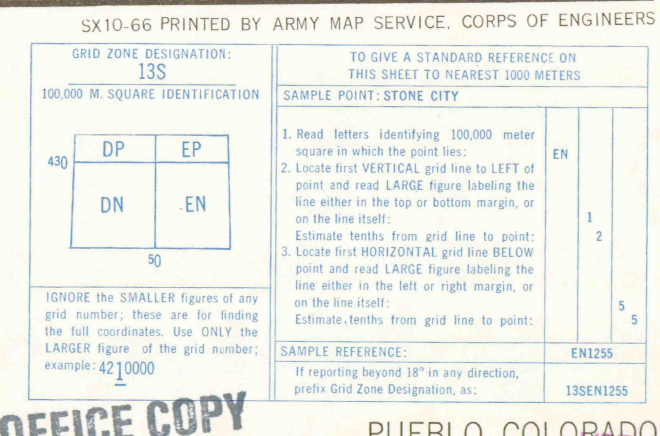 SX10-66 PRINTED BY ARMY MAP SERVICE, CORPS OF ENGINEERS
GRID ZONE DESIGNATION:
13S
100,000 M. SQUARE IDENTIFICATION
DP EP
430
DN EN
50
IGNORE the SMALLER figures of any
grid number; these are for finding
the full coordinates. Use ONLY the
LARGER figure of the grid number;
example: 4210000
TO GIVE A STANDARD REFERENCE ON
THIS SHEET TO NEAREST 1000 METERS
SAMPLE POINT: STONE CITY
1. Read letters identifying 100,000 meter
square in which the point lies: EN
2. Locate first VERTICAL grid line to LEFT of
point and read LARGE figure labeling the
line either in the top or bottom margin, or
on the line itself: 1
Estimate tenths from grid line to point: 2
3. Locate first HORIZONTAL grid line BELOW
point and read LARGE figure labeling the
line either in the left or right margin, or
on the line itself: 5
Estimate tenths from grid line to point: 5
SAMPLE REFERENCE: EN1255
If reporting beyond 18° in any direction,
prefix Grid Zone Designation, as: 13SEN1255
OFFICE COPY
PUEBLO, COLORADO